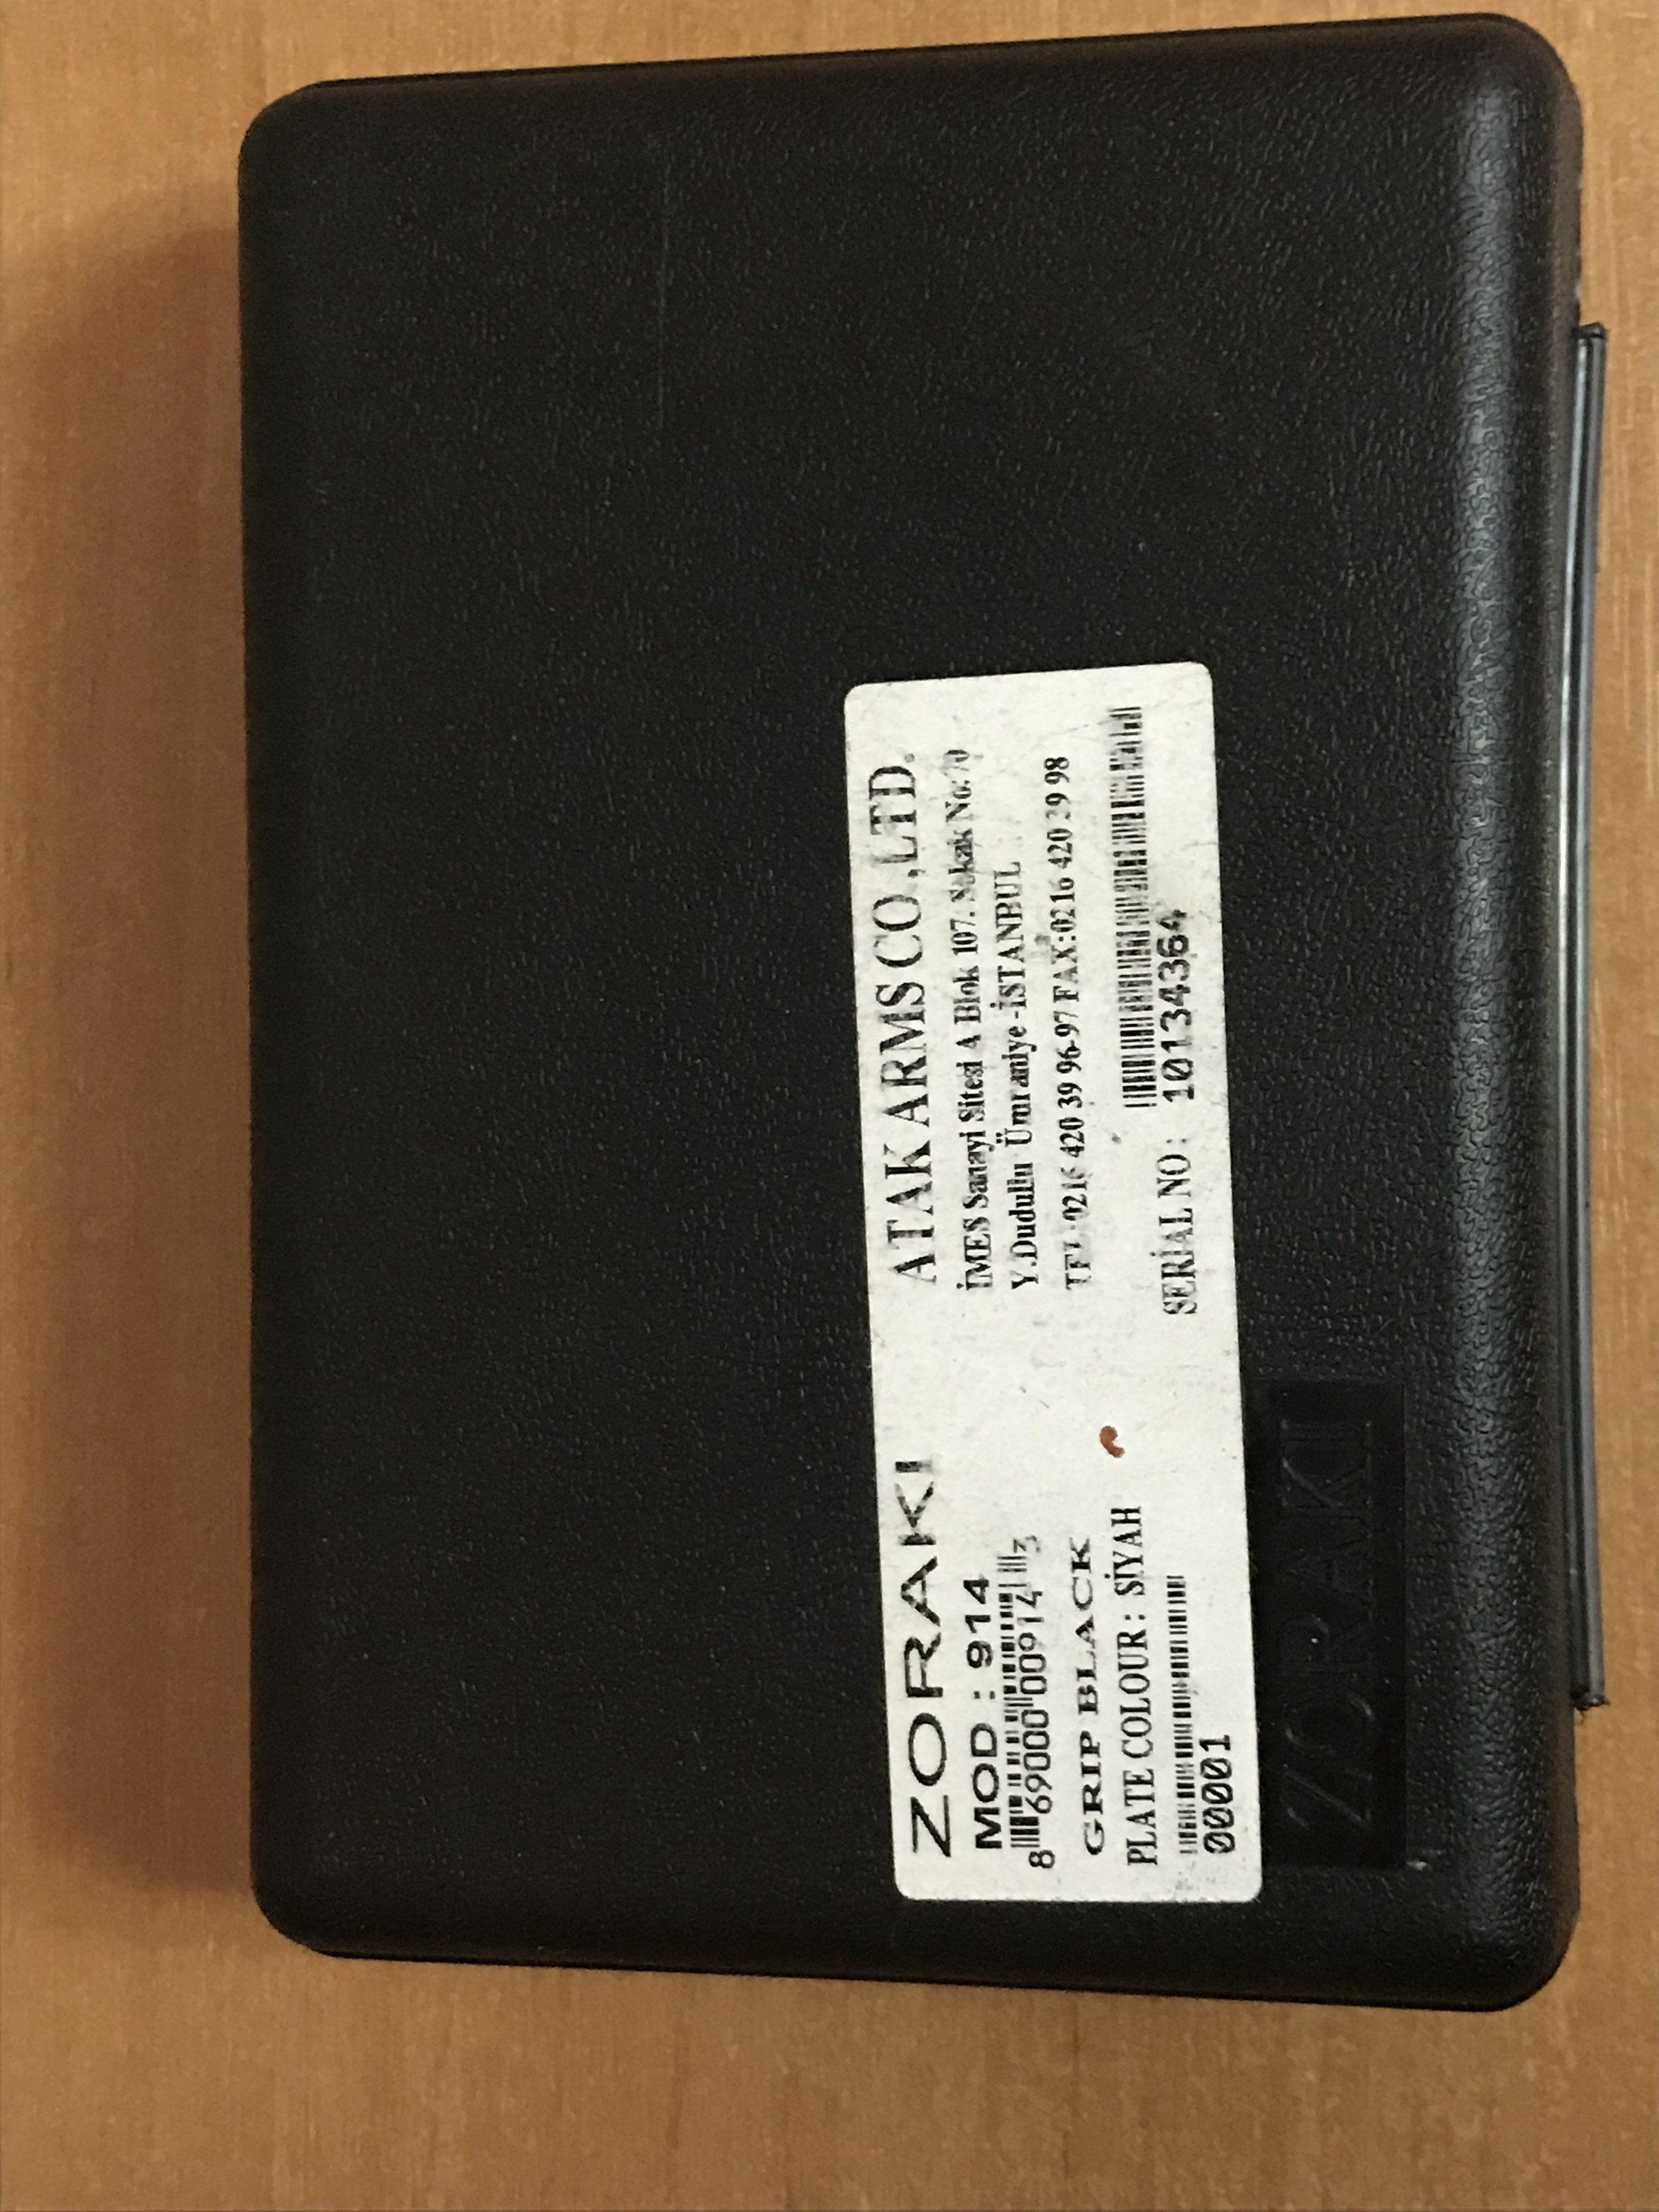 ZORAKI
MOD : 914
8 690000 00914 3
GRIP BLACK
PLATE COLOUR : SİYAH
00001
ATAK ARMS CO.,LTD.
İMES Sanayi Sitesi A Blok 107. Sokak No:70
Y.Dudullu Ümraniye -İSTANBUL
TEL: 0216 420 39 96-97 FAX:0216 420 39 98
SERİAL NO : 10134364
ZORAKI